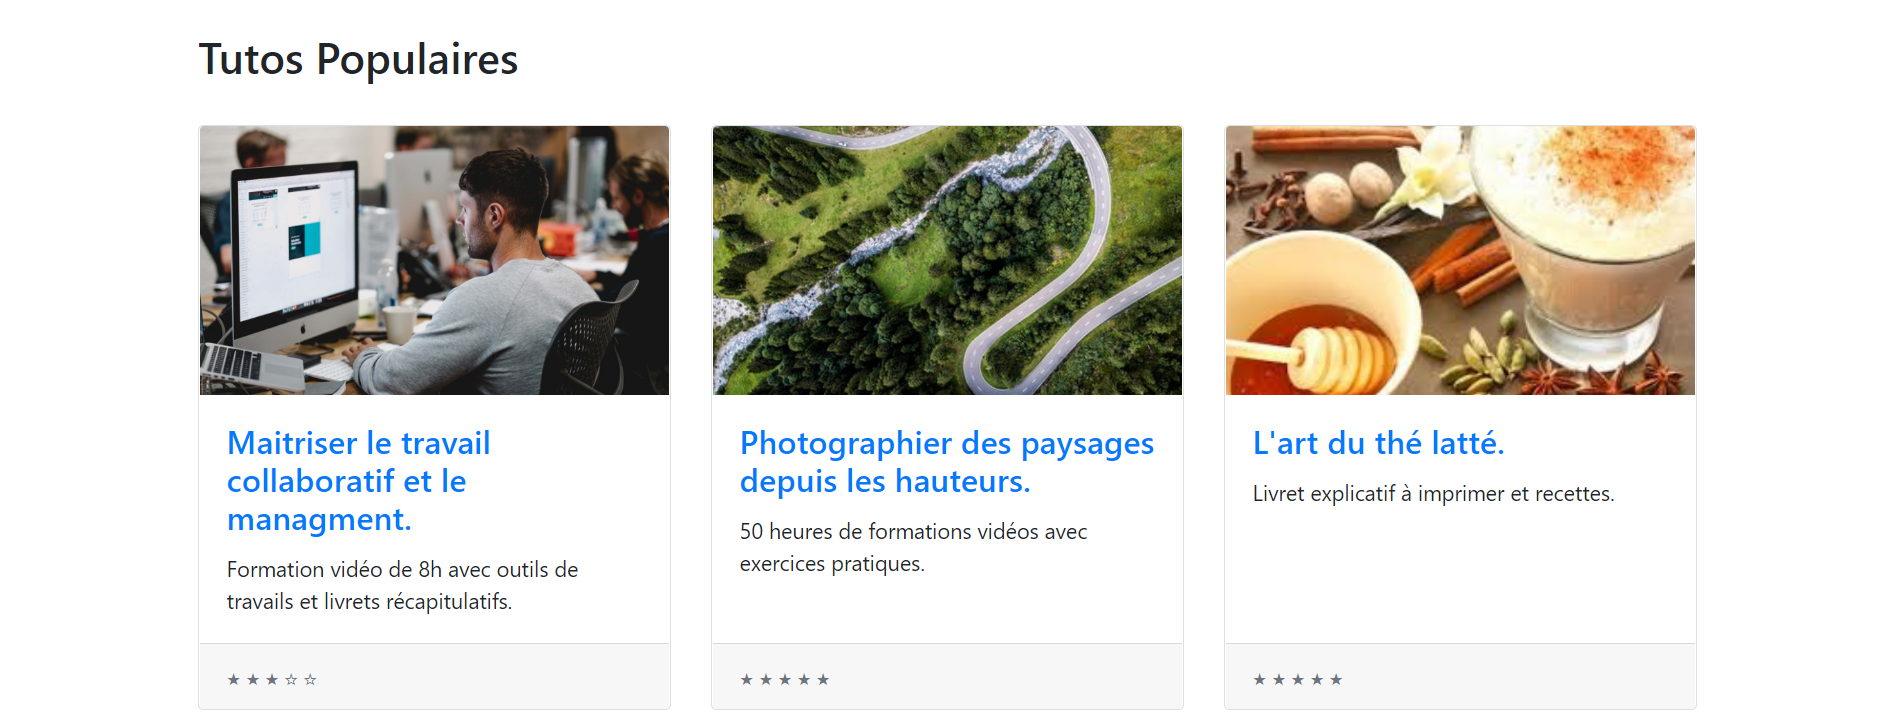 Tutos Populaires
Maitriser le travail
collaboratif et le
managment.
Formation vidéo de 8h avec outils de
travails et livrets récapitulatifs.
★ ★ ★ ☆ ☆
Photographier des paysages
depuis les hauteurs.
50 heures de formations vidéos avec
exercices pratiques.
★ ★ ★ ★ ★
L'art du thé latté.
Livret explicatif à imprimer et recettes.
★ ★ ★ ★ ★